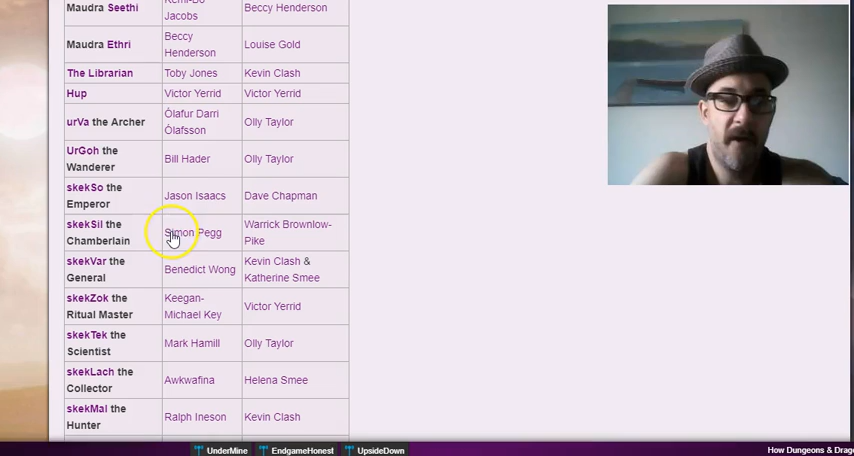 Maudra Seethi
Kemi-Bo
Jacobs
Beccy Henderson
Maudra Ethri
Beccy
Henderson
Louise Gold
The Librarian
Toby Jones
Kevin Clash
Hup
Victor Yerrid
Victor Yerrid
urVa the Archer
Ólafur Darri
Ólafsson
Olly Taylor
UrGoh the
Wanderer
Bill Hader
Olly Taylor
skekSo the
Emperor
Jason Isaacs
Dave Chapman
skekSil the
Chamberlain
Simon Pegg
Warrick Brownlow-
Pike
skekVar the
General
Benedict Wong
Kevin Clash &
Katherine Smee
skekZok the
Ritual Master
Keegan-
Michael Key
Victor Yerrid
skekTek the
Scientist
Mark Hamill
Olly Taylor
skekLach the
Collector
Awkwafina
Helena Smee
skekMal the
Hunter
Ralph Ineson
Kevin Clash
UnderMine
EndgameHonest
UpsideDown
How Dungeons & Drag